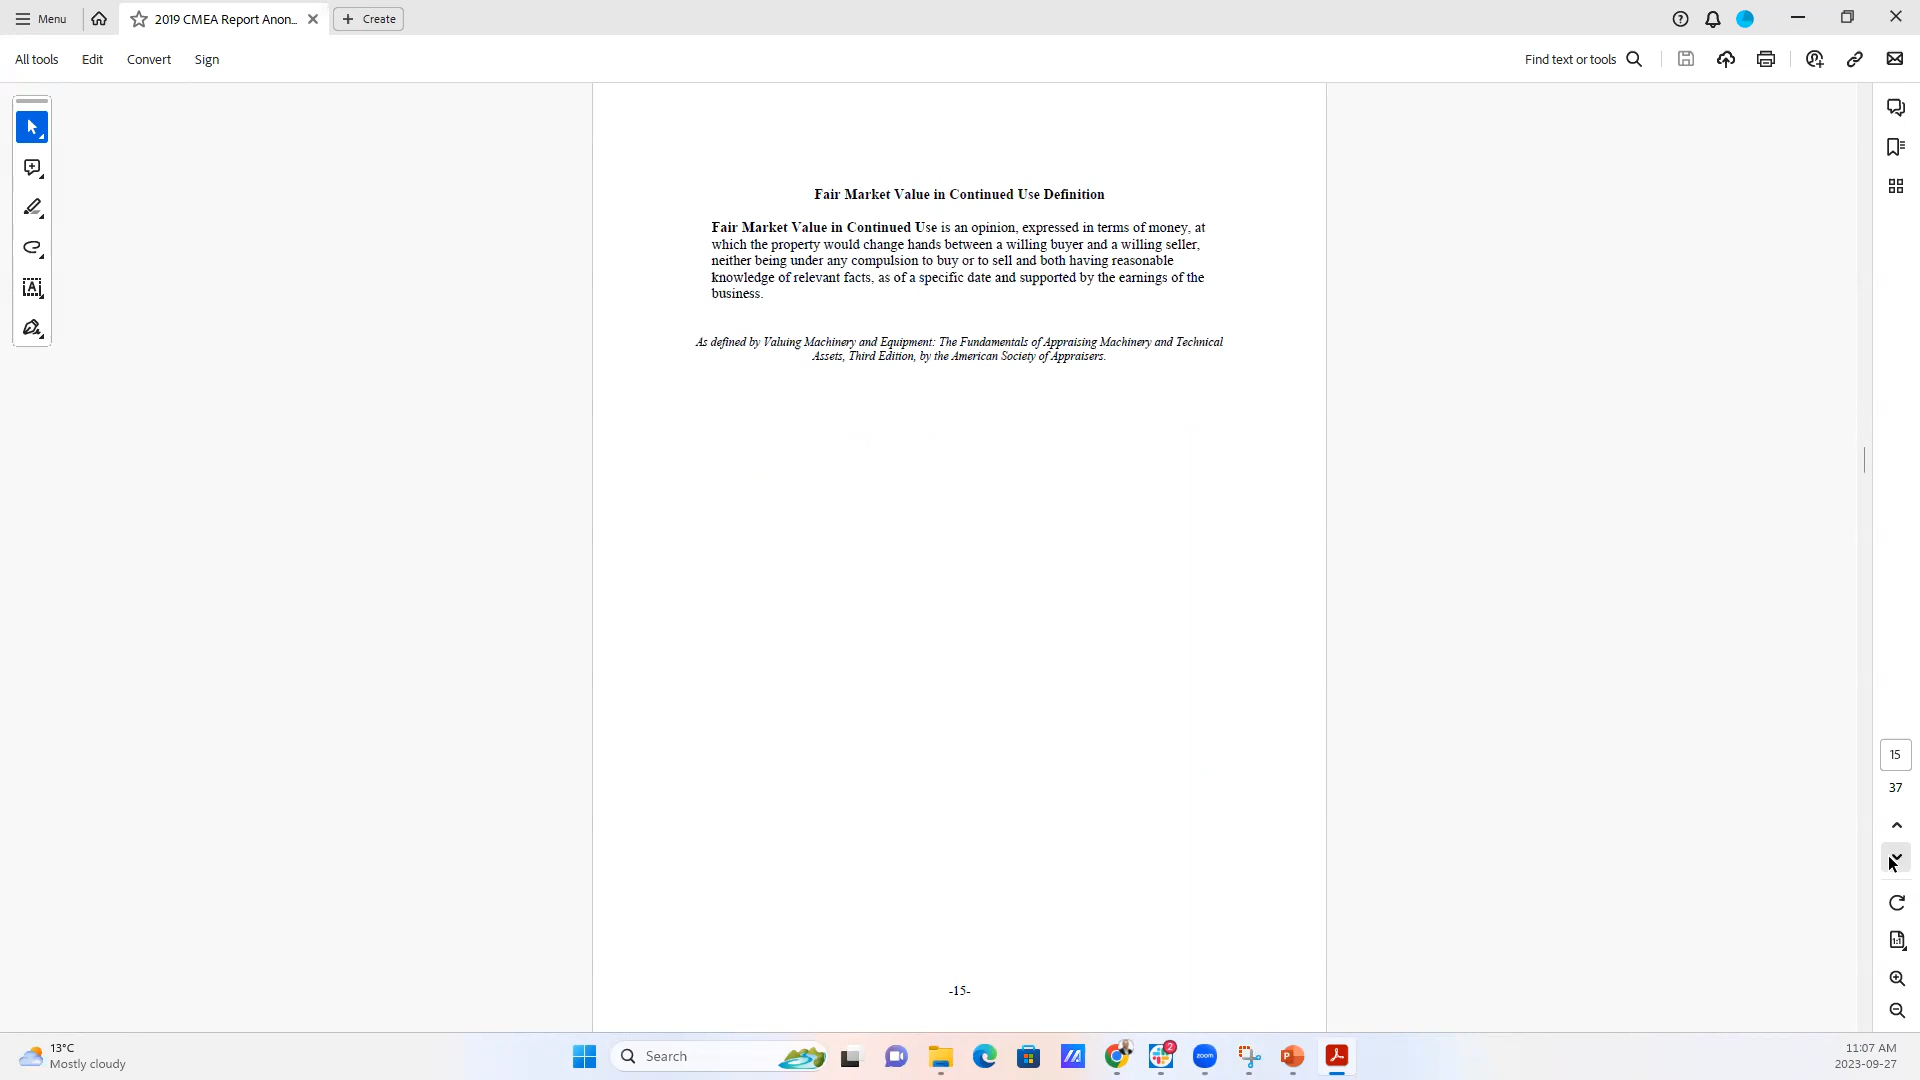 Menu
2019 CMEA Report Anon...
Create
All tools
Edit
Convert
Sign
Find text or tools
Fair Market Value in Continued Use Definition
Fair Market Value in Continued Use is an opinion, expressed in terms of money, at
which the property would change hands between a willing buyer and a willing seller,
neither being under any compulsion to buy or to sell and both having reasonable
knowledge of relevant facts, as of a specific date and supported by the earnings of the
business.
As defined by Valuing Machinery and Equipment: The Fundamentals of Appraising Machinery and Technical
Assets, Third Edition, by the American Society of Appraisers.
15
37
-15-
13°C
Mostly cloudy
Search
2
zoom
11:07 AM
2023-09-27